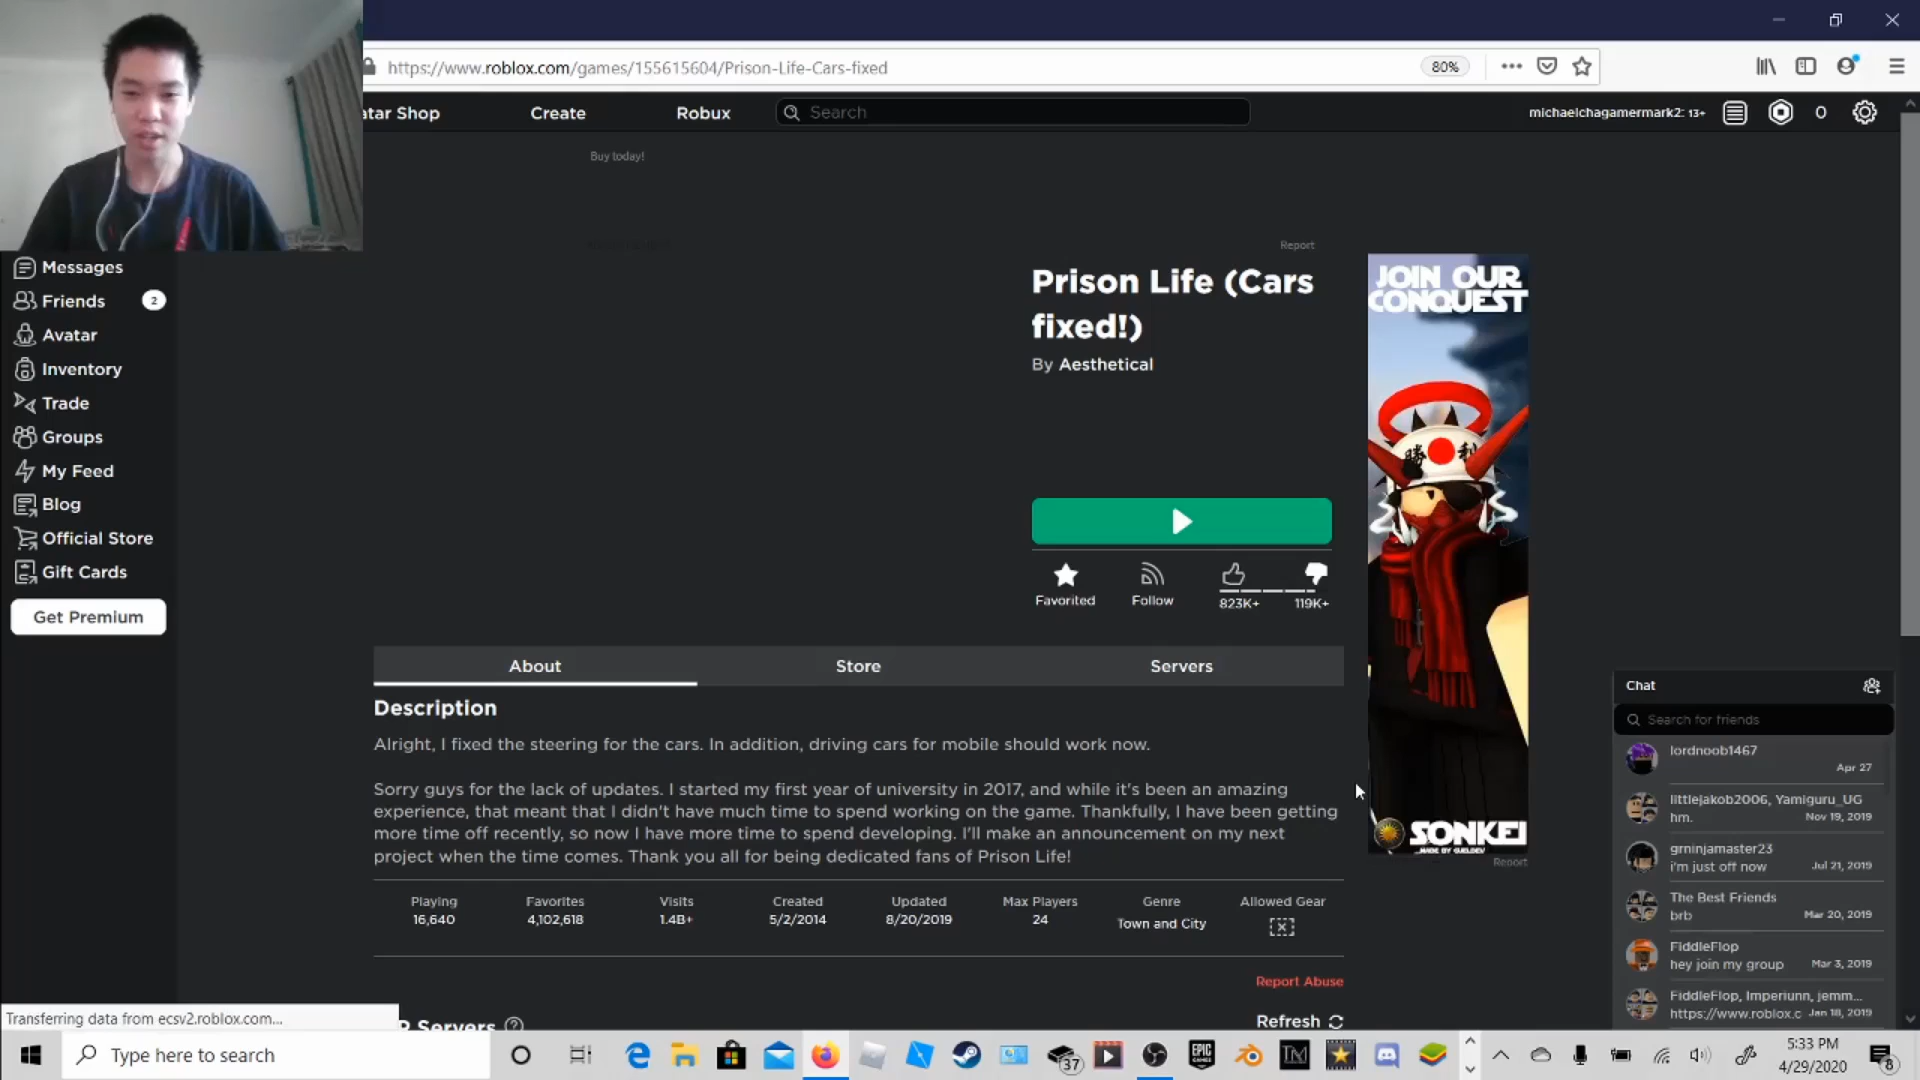 https://www.roblox.com/games/155615604/Prison-Life-Cars-fixed
80%
atar Shop
Create
Robux
Search
michaelchagamermark2: 13+
0
Buy today!
Report
Messages
Friends
2
Avatar
Inventory
Trade
Groups
My Feed
Blog
Official Store
Gift Cards
Get Premium
Prison Life (Cars
fixed!)
By Aesthetical
Favorited
Follow
823K+
119K+
JOIN OUR
CONQUEST
勝
利
SONKEI
Report
About
Store
Servers
Description
Alright, I fixed the steering for the cars. In addition, driving cars for mobile should work now.
Sorry guys for the lack of updates. I started my first year of university in 2017, and while it's been an amazing
experience, that meant that I didn't have much time to spend working on the game. Thankfully, I have been getting
more time off recently, so now I have more time to spend developing. I'll make an announcement on my next
project when the time comes. Thank you all for being dedicated fans of Prison Life!
Playing
Favorites
Visits
Created
Updated
Max Players
Genre
Allowed Gear
16,640
4,102,618
1.4B+
5/2/2014
8/20/2019
24
Town and City
Report Abuse
P Servers
Refresh
Chat
Search for friends
lordnoob1467
Apr 27
littlejakob2006, Yamiguru_UG
hm.
Nov 19, 2019
grninjamaster23
i'm just off now
Jul 21, 2019
The Best Friends
brb
Mar 20, 2019
FiddleFlop
hey join my group
Mar 3, 2019
FiddleFlop, Imperiunn, jemm...
https://www.roblox.c
Jan 18, 2019
Transferring data from ecsv2.roblox.com...
Type here to search
37
EPIC
GAMES
TM
5:33 PM
4/29/2020
8